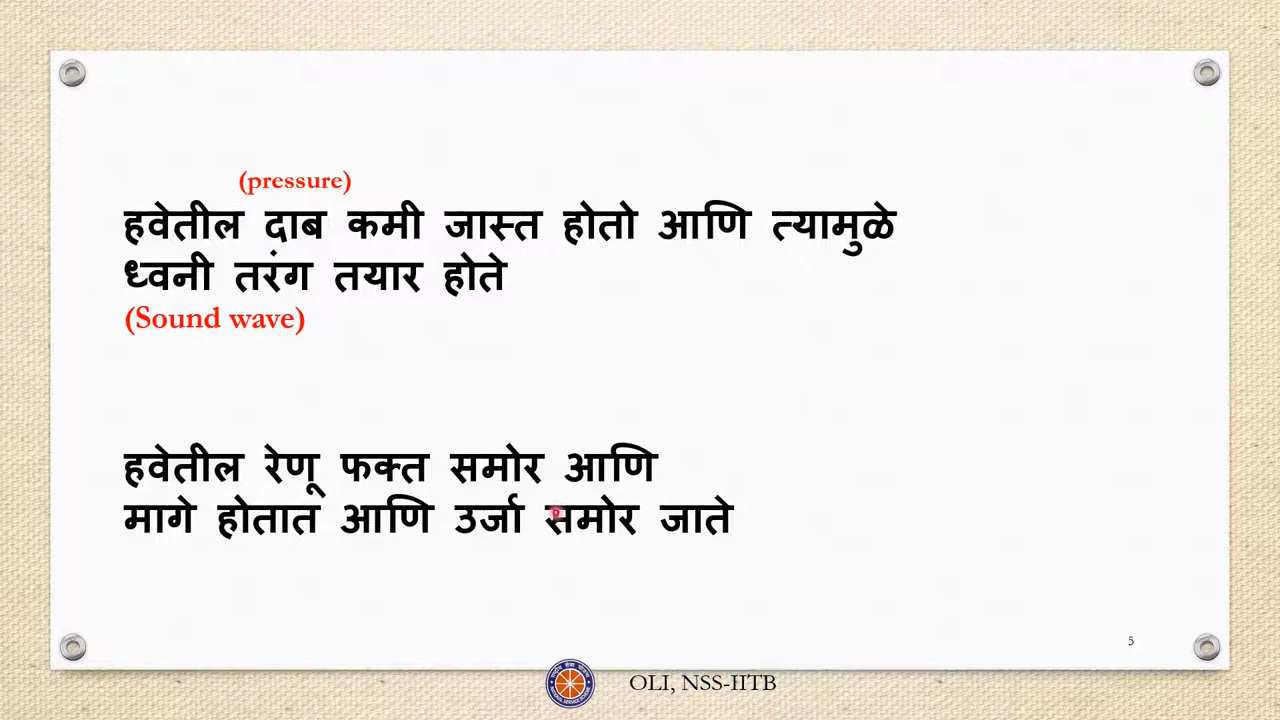 (pressure)
हवेतील दाब कमी जास्त होतो आणि त्यामुळे
ध्वनी तरंग तयार होते
(Sound wave)
हवेतील रेणू फक्त समोर आणि
मागे होतात आणि उर्जा समोर जाते
5
OLI, NSS-IITB